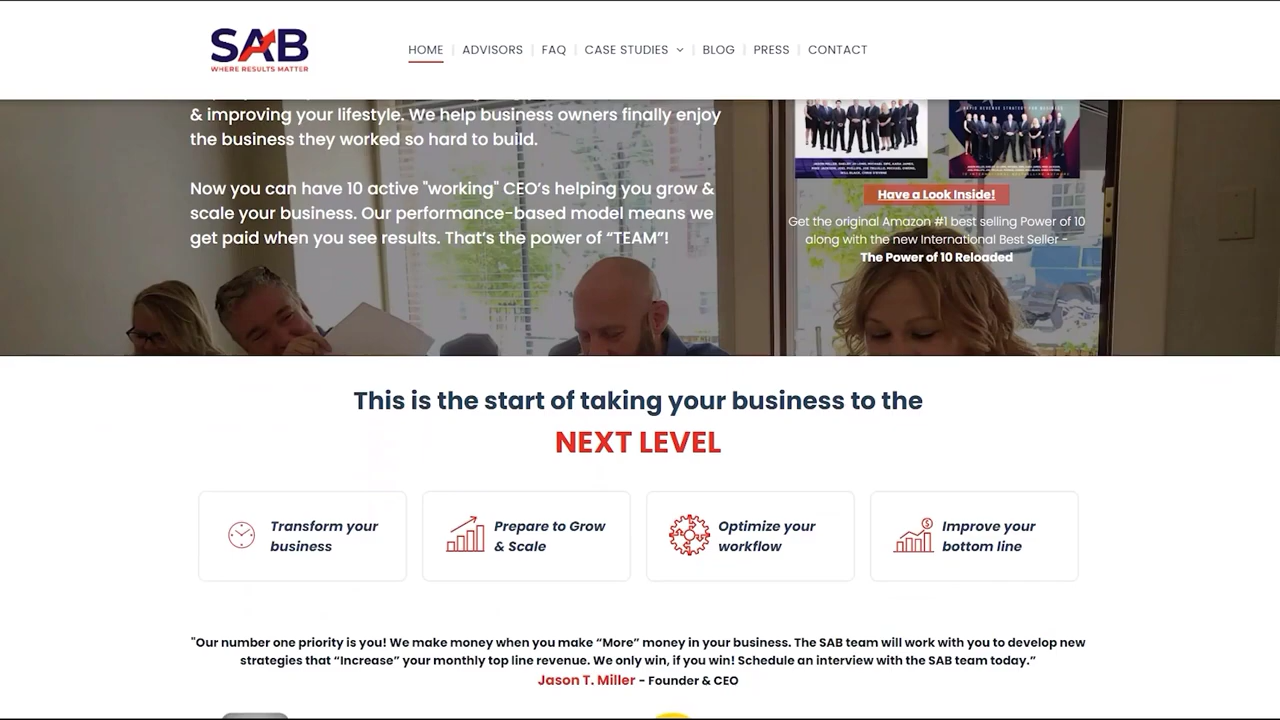 SAB
WHERE RESULTS MATTER
HOME
ADVISORS
FAQ
CASE STUDIES
BLOG
PRESS
CONTACT
& improving your lifestyle. We help business owners finally enjoy
the business they worked so hard to build.
Now you can have 10 active "working" CEO’s helping you grow &
scale your business. Our performance-based model means we
get paid when you see results. That’s the power of “TEAM”!
Have a Look Inside!
Get the original Amazon #1 best selling Power of 10
along with the new International Best Seller -
The Power of 10 Reloaded
This is the start of taking your business to the
NEXT LEVEL
Transform your
business
Prepare to Grow
& Scale
Optimize your
workflow
Improve your
bottom line
"Our number one priority is you! We make money when you make “More” money in your business. The SAB team will work with you to develop new
strategies that “Increase” your monthly top line revenue. We only win, if you win! Schedule an interview with the SAB team today.”
Jason T. Miller - Founder & CEO